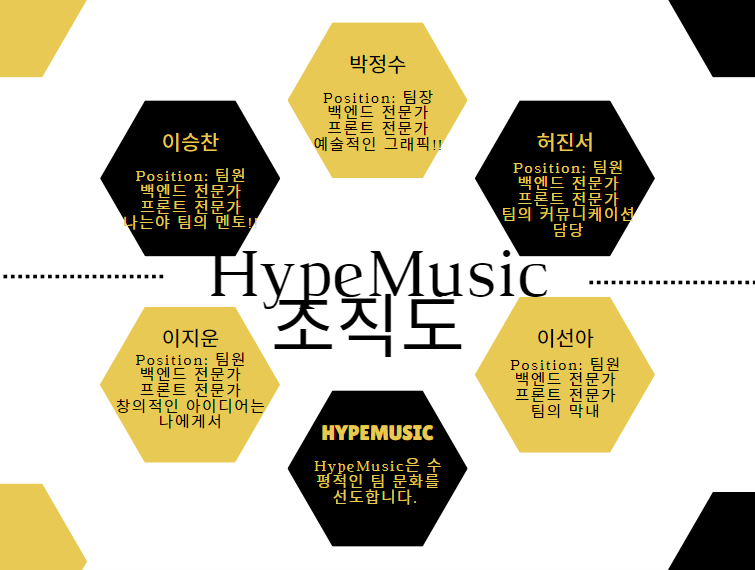 박정수
Position: 팀장
백엔드 전문가
프론트 전문가
예술적인 그래픽!!
이승찬
Position: 팀원
백엔드 전문가
프론트 전문가
나는야 팀의 멘토!!
허진서
Position: 팀원
백엔드 전문가
프론트 전문가
팀의 커뮤니케이션
담당
HypeMusic
조직도
이지운
Position: 팀원
백엔드 전문가
프론트 전문가
창의적인 아이디어는
나에게서
이선아
Position: 팀원
백엔드 전문가
프론트 전문가
팀의 막내
HYPEMUSIC
HypeMusic은 수
평적인 팀 문화를
선도합니다.